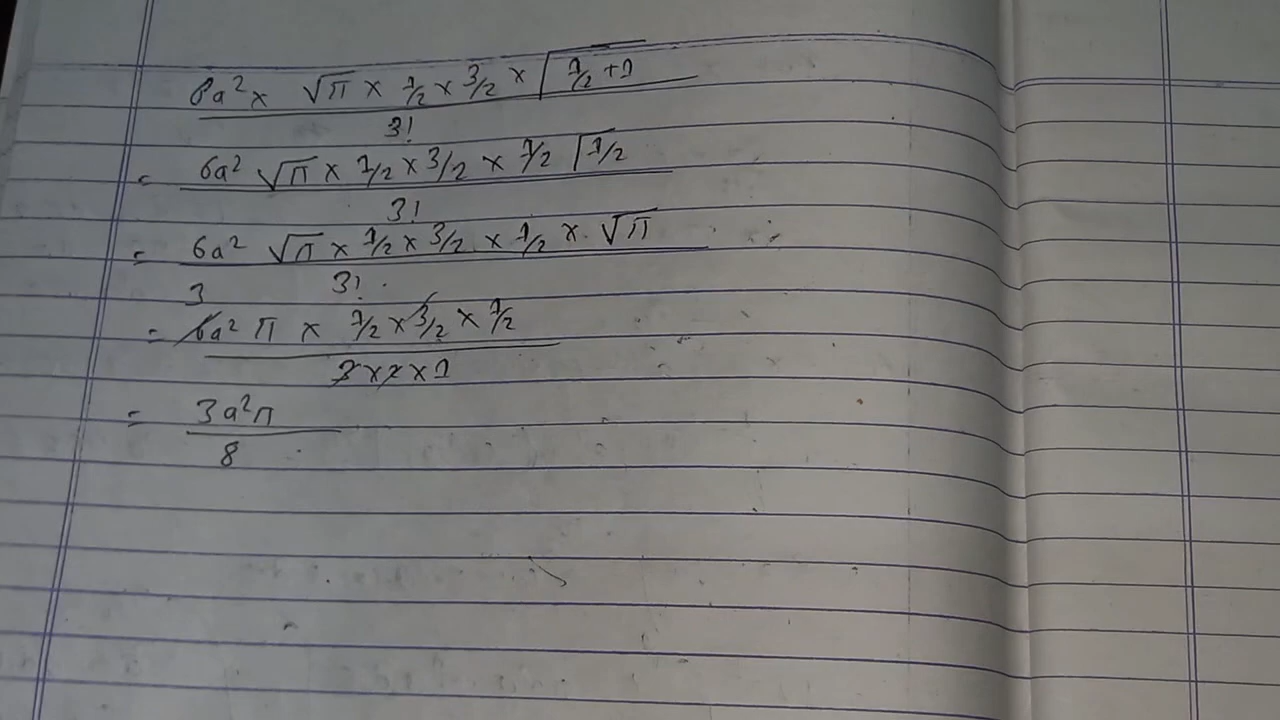 6a² × √π × 1/2 × 3/2 × Γ1/2 + 1
3!
= 6a² √π × 1/2 × 3/2 × 1/2 Γ1/2
3!
= 6a² √π × 1/2 × 3/2 × 1/2 × √π
3!
3
= 6a² π × 1/2 × 3/2 × 1/2
3 × 2 × 1
= 3a²π
8